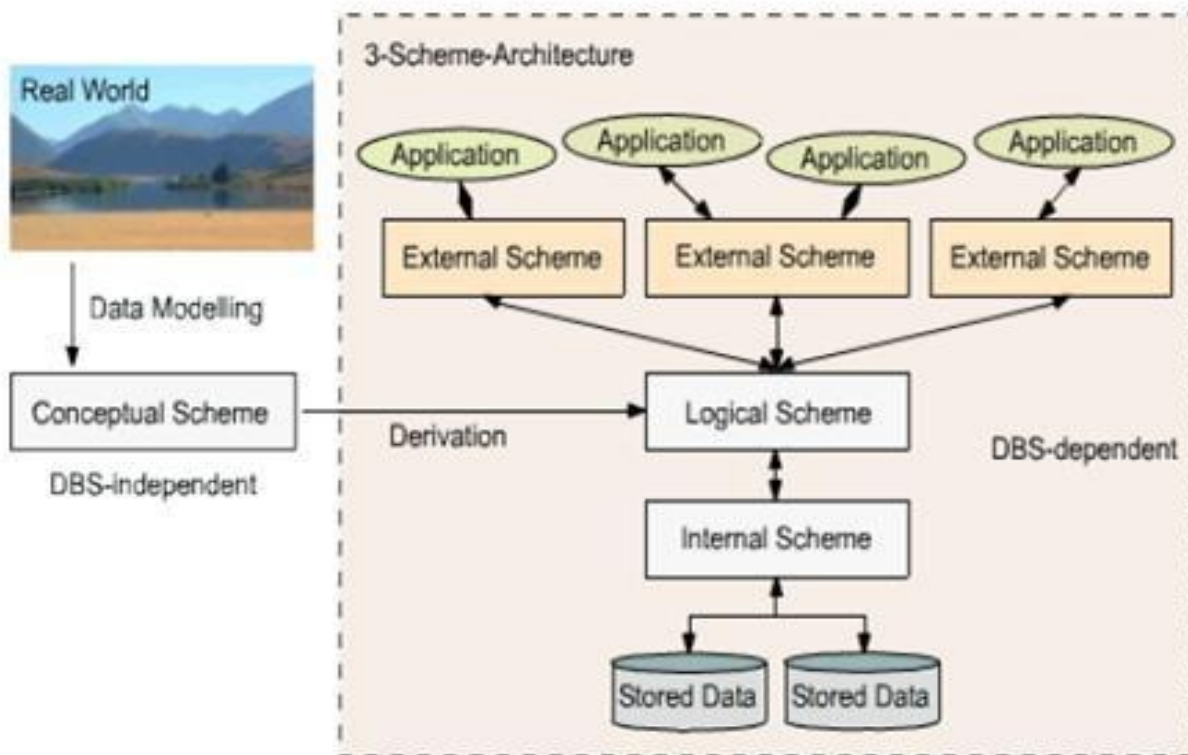 3-Scheme-Architecture
Real World
Application
Application
Application
Application
External Scheme
External Scheme
External Scheme
Data Modelling
Conceptual Scheme
Derivation
Logical Scheme
DBS-dependent
DBS-independent
Internal Scheme
Stored Data
Stored Data